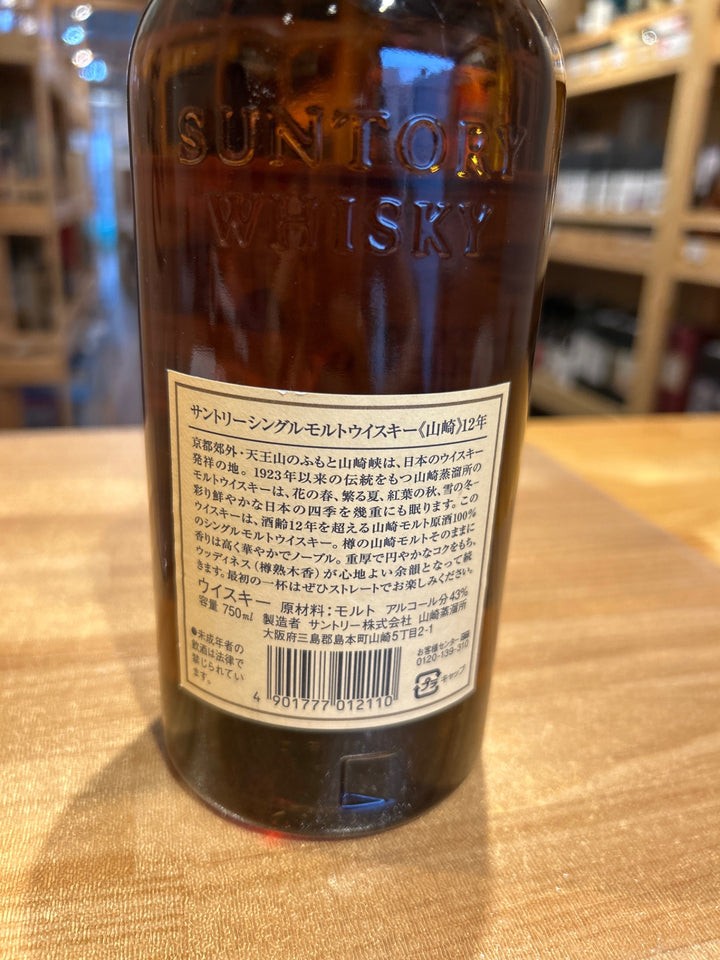 SUNTORY
WHISKY
サントリーシングルモルトウイスキー《山崎》12年
京都郊外・天王山のふもと山崎峡は、日本のウイスキー
発祥の地。1923年以来の伝統をもつ山崎蒸溜所の
モルトウイスキーは、花の春、繁る夏、紅葉の秋、雪の冬―
彩り鮮やかな日本の四季を幾重にも眠ります。この
ウイスキーは、酒齢12年を超える山崎モルト原酒100%
のシングルモルトウイスキー。樽の山崎モルトそのままに
香りは高く華やかでノーブル。重厚で円やかなコクをもち、
ウッディネス(樽熟木香)が心地よい余韻となって続
きます。最初の一杯はぜひストレートでお楽しみください。
ウイスキー 原材料:モルト アルコール分43%
容量 750ml 製造者 サントリー株式会社 山崎蒸溜所
大阪府三島郡島本町山崎5丁目2-1
●未成年者の
飲酒は法律で
禁じられてい
ます。
お客様センター
0120-139-310
プラ キャップ
4 901777 012110